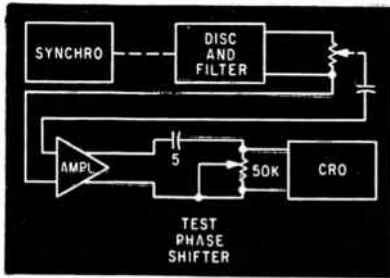 SYNCHRO
DISC
AND
FILTER
AMPL
5
50K
CRO
TEST
PHASE
SHIFTER